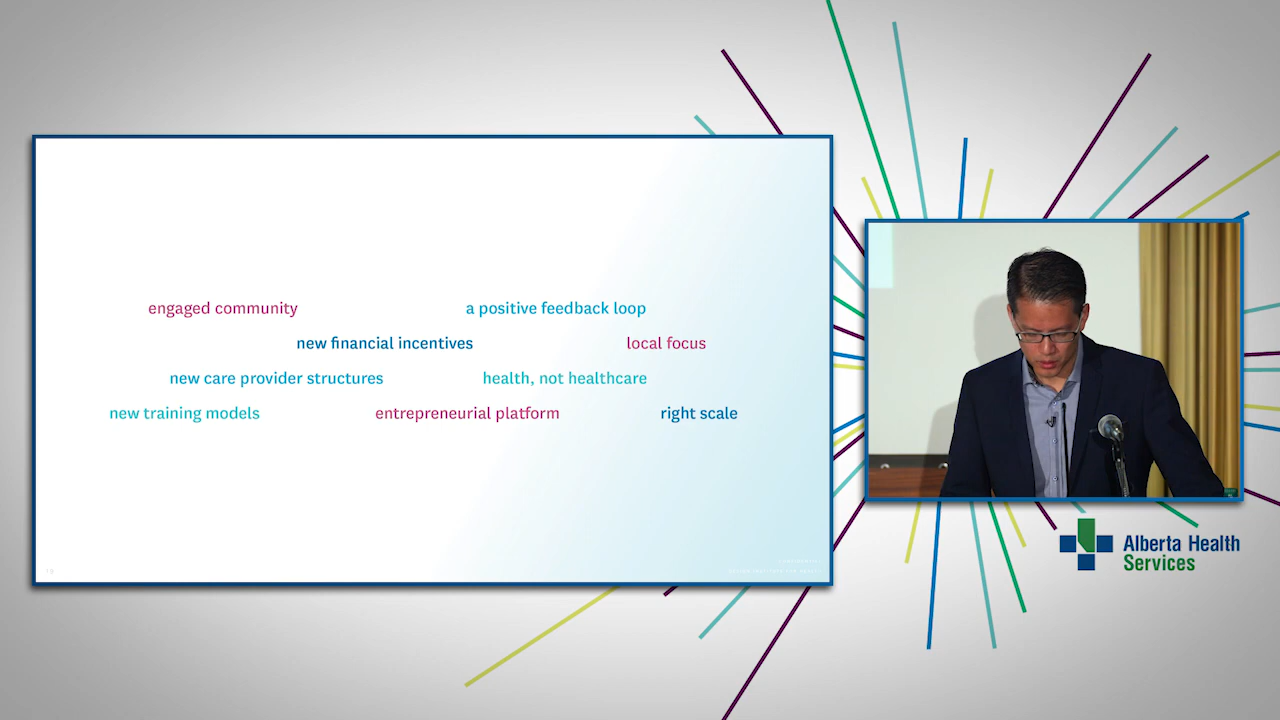 engaged community a positive feedback loop
new financial incentives local focus
new care provider structures health, not healthcare
new training models entrepreneurial platform right scale
Alberta Health
Services